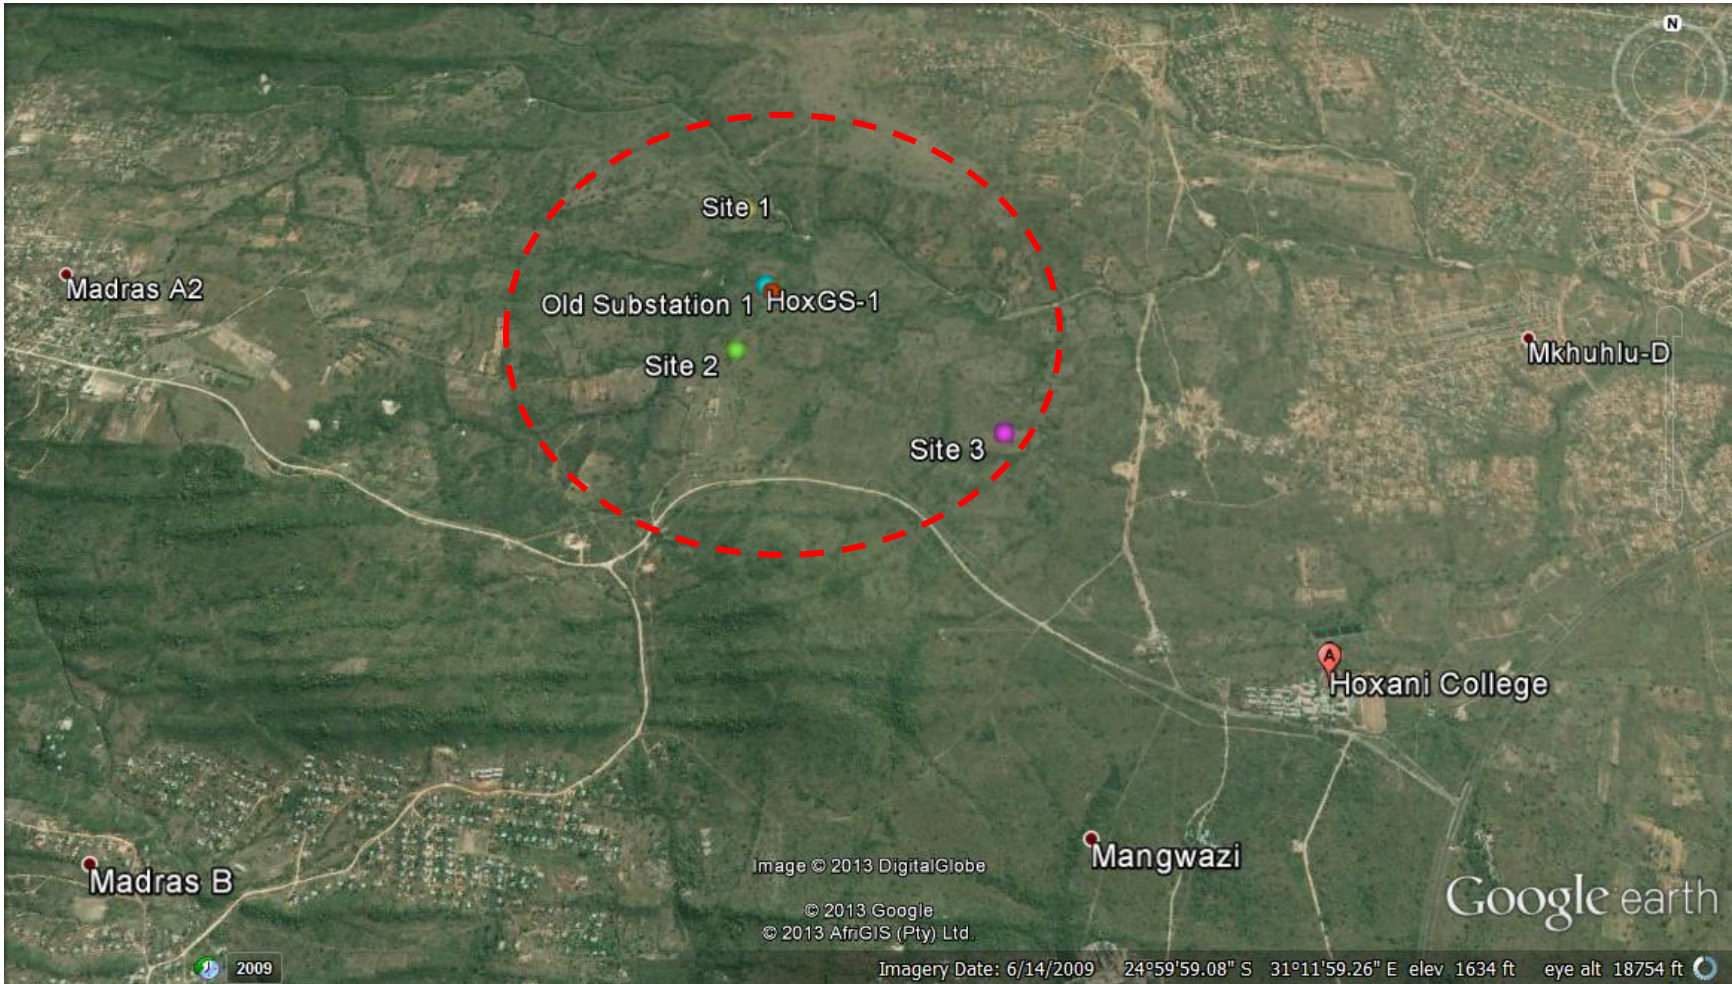 N
Site 1
Madras A2
Old Substation 1
HoxGS-1
Site 2
Mkhuhlu-D
Site 3
A
Hoxani College
Mangwazi
Madras B
Image © 2013 DigitalGlobe
© 2013 Google
© 2013 AfriGIS (Pty) Ltd.
Google earth
2009
Imagery Date: 6/14/2009 24°59'59.08" S 31°11'59.26" E elev 1634 ft eye alt 18754 ft